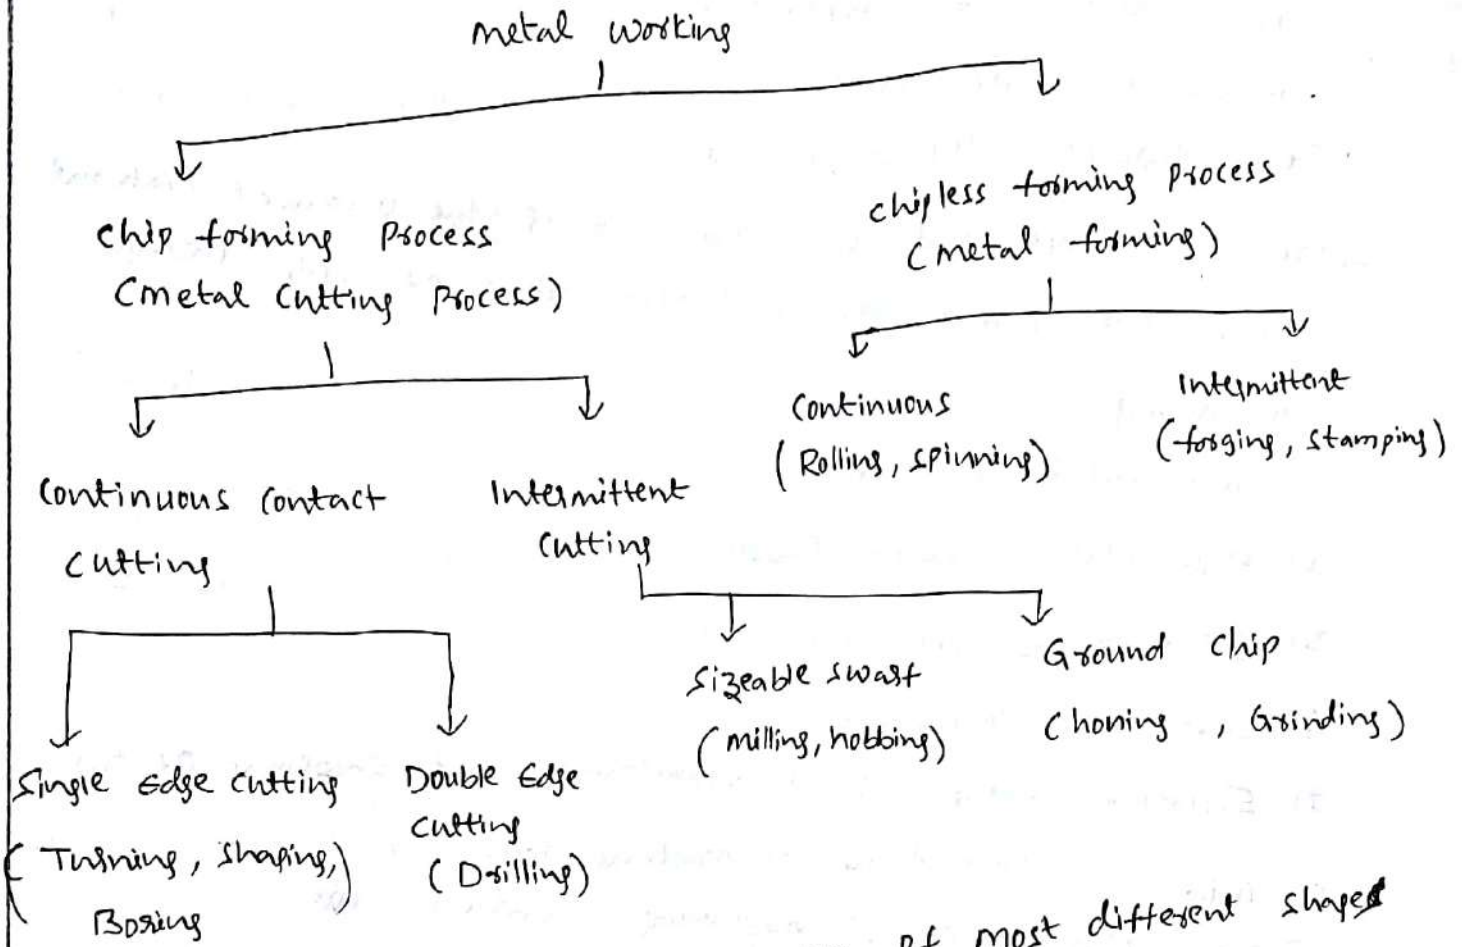 metal working
chip forming process
(metal cutting process)
chipless forming process
(metal forming)
continuous contact
cutting
Intermittent
cutting
continuous
(Rolling, spinning)
Intermittent
(forging, stamping)
Single Edge cutting
(Turning, shaping,)
Boring
Double Edge
cutting
(Drilling)
Sizeable swarf
(milling, hobbing)
Ground chip
(honing , Grinding)
of most different shapes